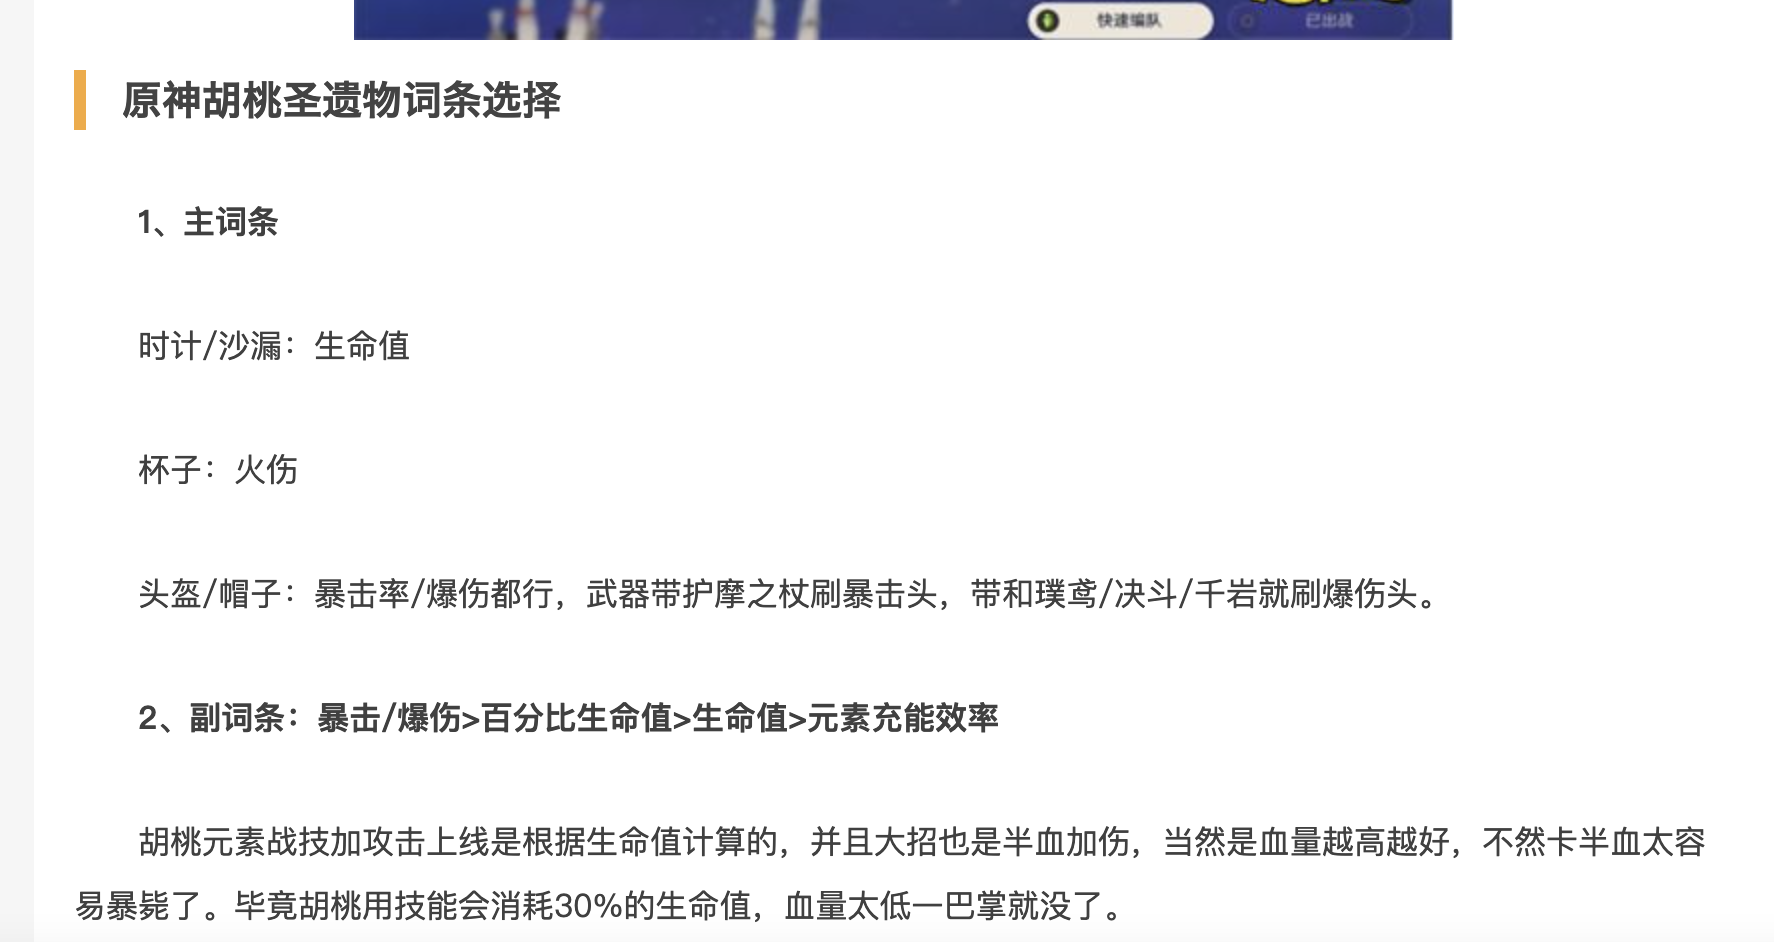 快速编队
已出战
原神胡桃圣遗物词条选择
1、主词条
时计/沙漏：生命值
杯子：火伤
头盔/帽子：暴击率/爆伤都行，武器带护摩之杖刷暴击头，带和璞鸢/决斗/千岩就刷爆伤头。
2、副词条：暴击/爆伤>百分比生命值>生命值>元素充能效率
胡桃元素战技加攻击上线是根据生命值计算的，并且大招也是半血加伤，当然是血量越高越好，不然卡半血太容
易暴毙了。毕竟胡桃用技能会消耗30%的生命值，血量太低一巴掌就没了。